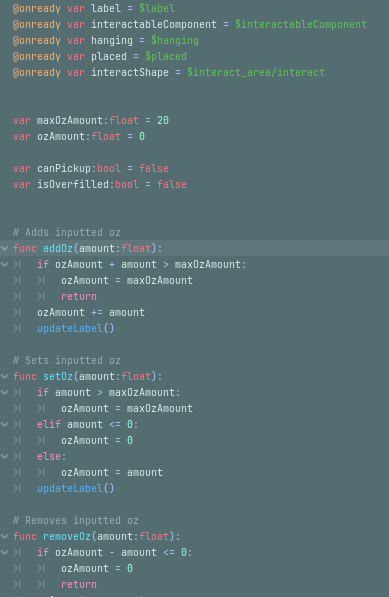 @onready var label = $label
@onready var interactableComponent = $interactableComponent
@onready var hanging = $hanging
@onready var placed = $placed
@onready var interactShape = $interact_area/interact
var maxOzAmount:float = 20
var ozAmount:float = 0
var canPickup:bool = false
var isOverfilled:bool = false
# Adds inputted oz
func addOz(amount:float):
if ozAmount + amount > maxOzAmount:
ozAmount = maxOzAmount
return
ozAmount += amount
updateLabel()
# Sets inputted oz
func setOz(amount:float):
if amount > maxOzAmount:
ozAmount = maxOzAmount
elif amount <= 0:
ozAmount = 0
else:
ozAmount = amount
updateLabel()
# Removes inputted oz
func removeOz(amount:float):
if ozAmount - amount <= 0:
ozAmount = 0
return